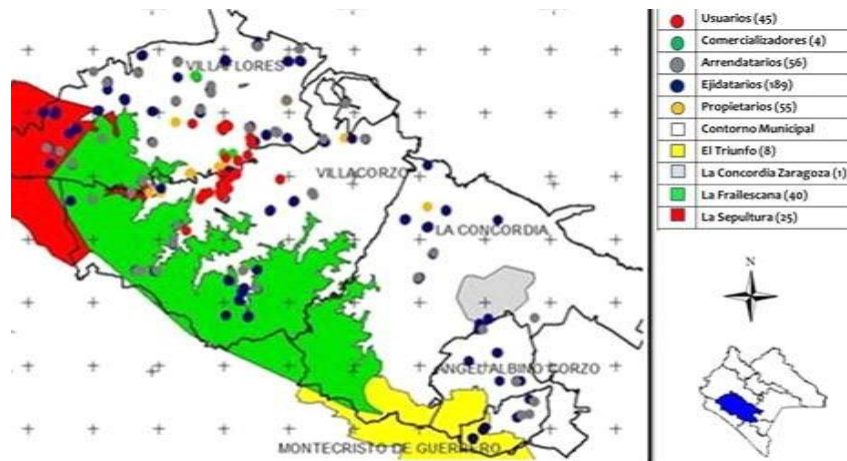 VILLAFLORES
VILLACORZO
LA CONCORDIA
ANGEL ALBINO CORZO
MONTECRISTO DE GUERRERO
Usuarios (45)
Comercializadores (4)
Arrendatarios (56)
Ejidatarios (189)
Propietarios (55)
Contorno Municipal
El Triunfo (8)
La Concordia Zaragoza (1)
La Frailescana (40)
La Sepultura (25)
N